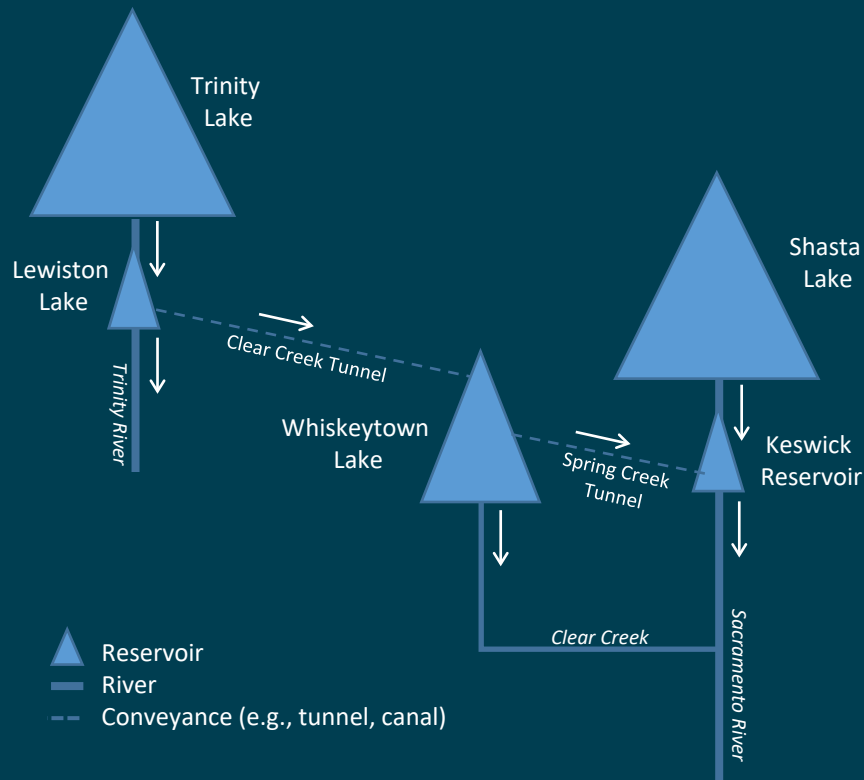 Trinity
Lake
Shasta
Lake
Lewiston
Lake
Clear Creek Tunnel
Trinity River
Whiskeytown
Lake
Spring Creek
Tunnel
Keswick
Reservoir
Clear Creek
Sacramento River
Reservoir
River
Conveyance (e.g., tunnel, canal)